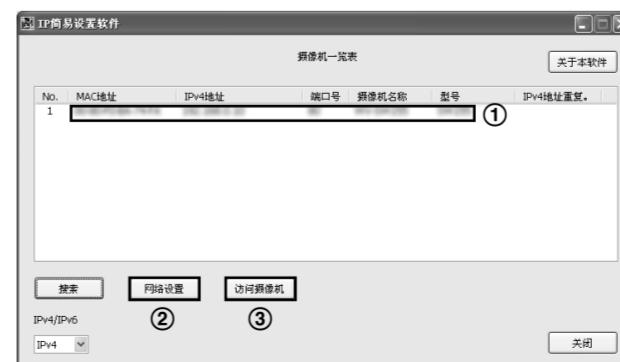 IP简易设置软件
摄像机一览表
关于本软件
No. MAC地址 IPv4地址 端口号 摄像机名称 型号 IPv4地址重复。
1
①
搜索 网络设置 访问摄像机
② ③
IPv4/IPv6
IPv4 关闭